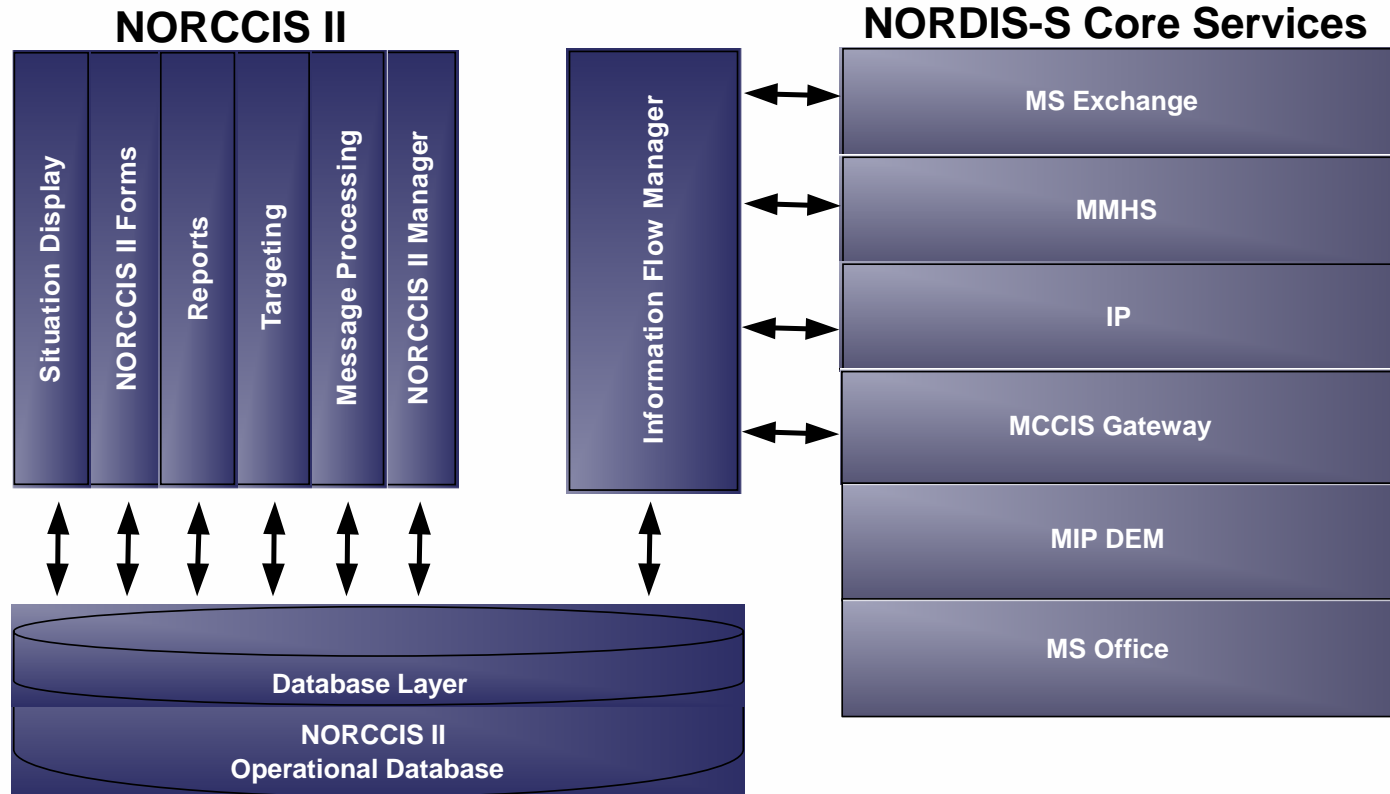 NORCCIS II
NORDIS-S Core Services
Situation Display
NORCCIS II Forms
Reports
Targeting
Message Processing
NORCCIS II Manager
Information Flow Manager
MS Exchange
MMHS
IP
MCCIS Gateway
MIP DEM
MS Office
Database Layer
NORCCIS II
Operational Database